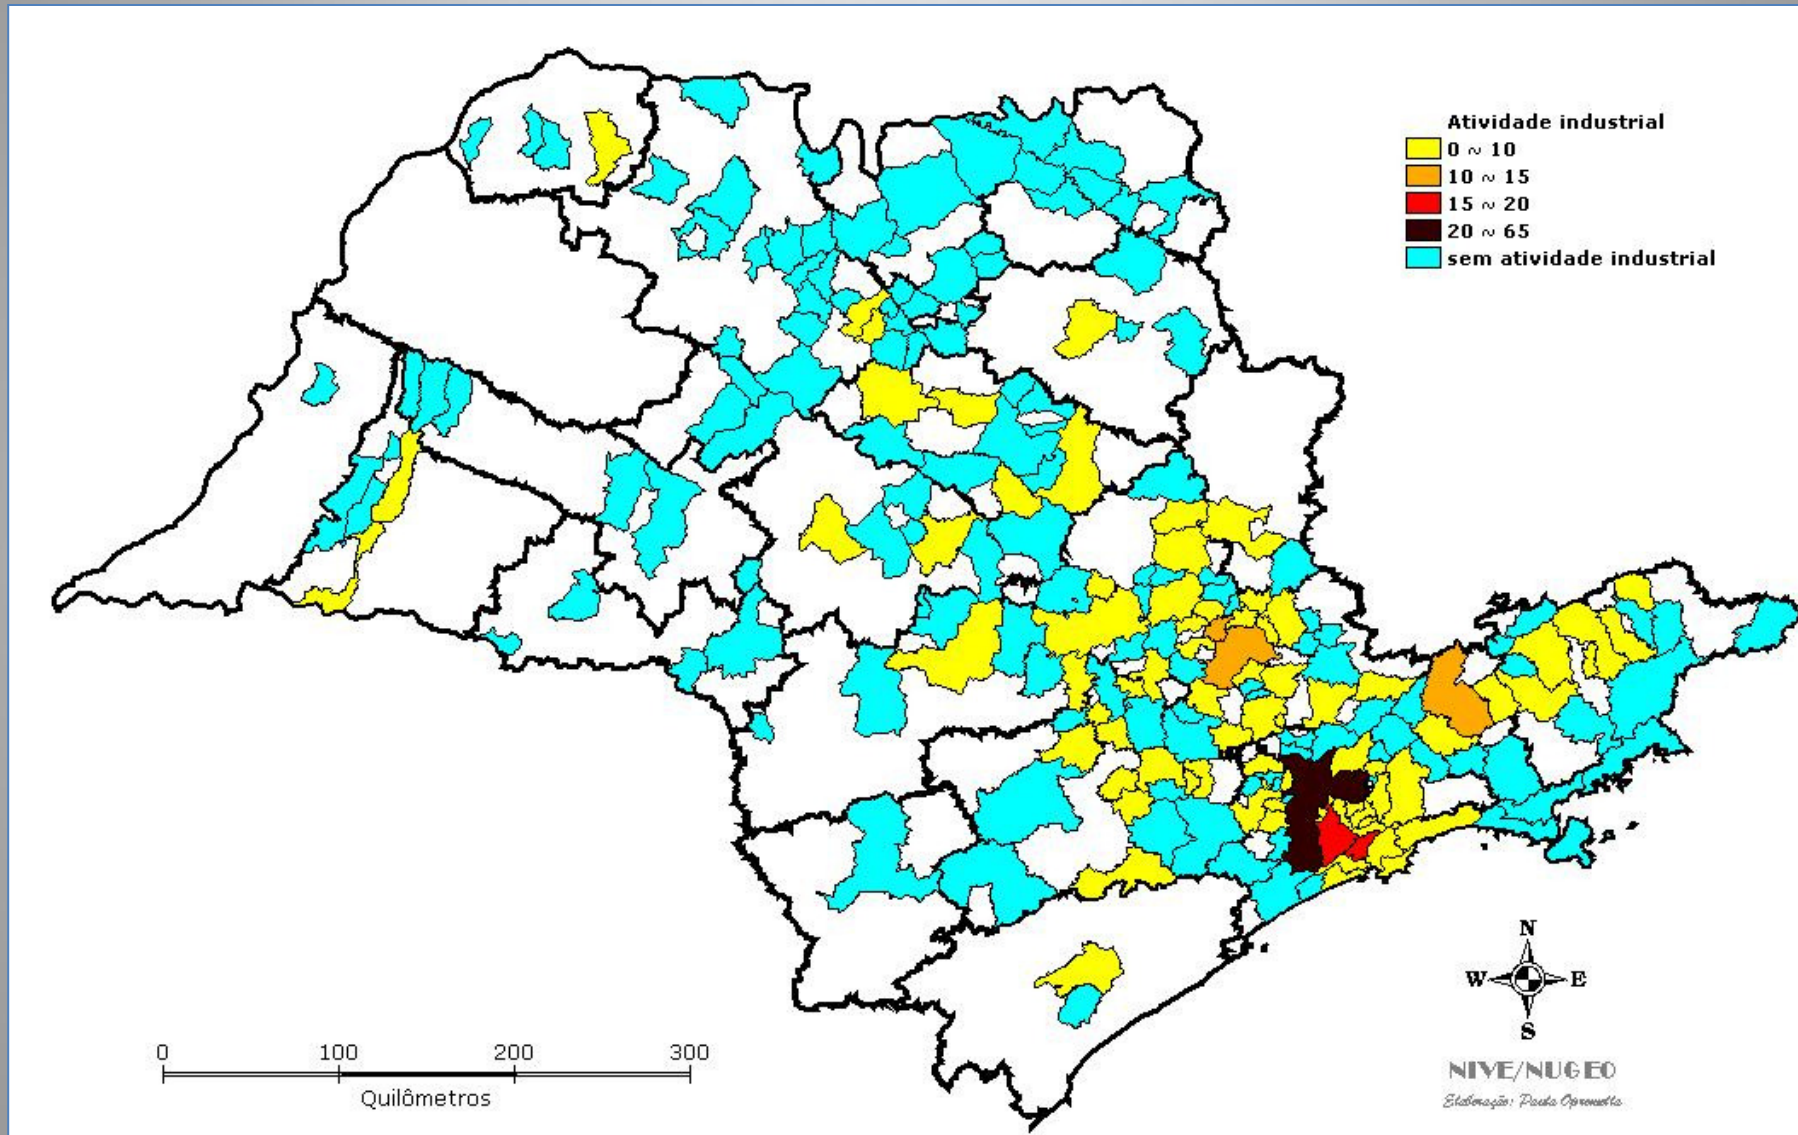 Atividade industrial
0 ~ 10
10 ~ 15
15 ~ 20
20 ~ 65
sem atividade industrial
N
W E
S
0 100 200 300
Quilômetros
NIVE/NUGEO
Elaboração: Paula